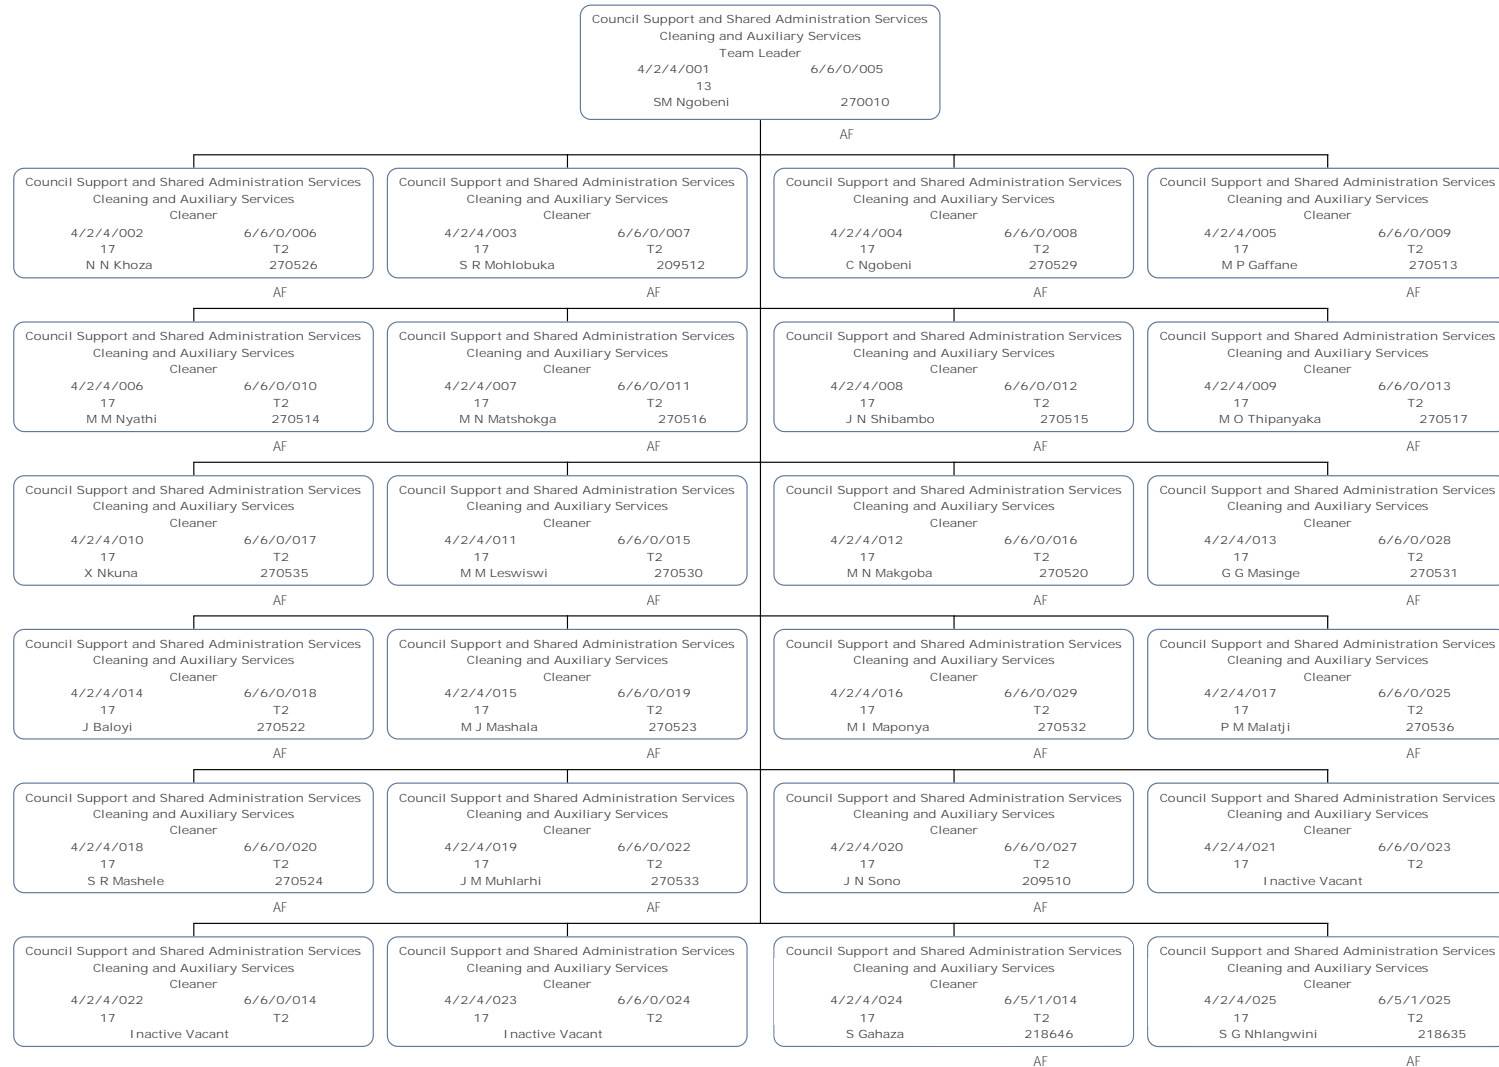 Council Support and Shared Administration Services
Cleaning and Auxiliary Services
Team Leader
4/2/4/001 6/6/0/005
13
SM Ngobeni 270010
AF
Council Support and Shared Administration Services
Cleaning and Auxiliary Services
Cleaner
4/2/4/002 6/6/0/006
17 T2
N N Khoza 270526
AF
Council Support and Shared Administration Services
Cleaning and Auxiliary Services
Cleaner
4/2/4/003 6/6/0/007
17 T2
S R Mohlobuka 209512
AF
Council Support and Shared Administration Services
Cleaning and Auxiliary Services
Cleaner
4/2/4/004 6/6/0/008
17 T2
C Ngobeni 270529
AF
Council Support and Shared Administration Services
Cleaning and Auxiliary Services
Cleaner
4/2/4/005 6/6/0/009
17 T2
M P Gaffane 270513
AF
Council Support and Shared Administration Services
Cleaning and Auxiliary Services
Cleaner
4/2/4/006 6/6/0/010
17 T2
M M Nyathi 270514
AF
Council Support and Shared Administration Services
Cleaning and Auxiliary Services
Cleaner
4/2/4/007 6/6/0/011
17 T2
M N Matshokga 270516
AF
Council Support and Shared Administration Services
Cleaning and Auxiliary Services
Cleaner
4/2/4/008 6/6/0/012
17 T2
J N Shibambo 270515
AF
Council Support and Shared Administration Services
Cleaning and Auxiliary Services
Cleaner
4/2/4/009 6/6/0/013
17 T2
M O Thipanyaka 270517
AF
Council Support and Shared Administration Services
Cleaning and Auxiliary Services
Cleaner
4/2/4/010 6/6/0/017
17 T2
X Nkuna 270535
AF
Council Support and Shared Administration Services
Cleaning and Auxiliary Services
Cleaner
4/2/4/011 6/6/0/015
17 T2
M M Leswiswi 270530
AF
Council Support and Shared Administration Services
Cleaning and Auxiliary Services
Cleaner
4/2/4/012 6/6/0/016
17 T2
M N Makgoba 270520
AF
Council Support and Shared Administration Services
Cleaning and Auxiliary Services
Cleaner
4/2/4/013 6/6/0/028
17 T2
G G Masinge 270531
AF
Council Support and Shared Administration Services
Cleaning and Auxiliary Services
Cleaner
4/2/4/014 6/6/0/018
17 T2
J Baloyi 270522
AF
Council Support and Shared Administration Services
Cleaning and Auxiliary Services
Cleaner
4/2/4/015 6/6/0/019
17 T2
M J Mashala 270523
AF
Council Support and Shared Administration Services
Cleaning and Auxiliary Services
Cleaner
4/2/4/016 6/6/0/029
17 T2
M I Maponya 270532
AF
Council Support and Shared Administration Services
Cleaning and Auxiliary Services
Cleaner
4/2/4/017 6/6/0/025
17 T2
P M Malatji 270536
AF
Council Support and Shared Administration Services
Cleaning and Auxiliary Services
Cleaner
4/2/4/018 6/6/0/020
17 T2
S R Mashele 270524
AF
Council Support and Shared Administration Services
Cleaning and Auxiliary Services
Cleaner
4/2/4/019 6/6/0/022
17 T2
J M Muhlarhi 270533
AF
Council Support and Shared Administration Services
Cleaning and Auxiliary Services
Cleaner
4/2/4/020 6/6/0/027
17 T2
J N Sono 209510
AF
Council Support and Shared Administration Services
Cleaning and Auxiliary Services
Cleaner
4/2/4/021 6/6/0/023
17 T2
Inactive Vacant
Council Support and Shared Administration Services
Cleaning and Auxiliary Services
Cleaner
4/2/4/022 6/6/0/014
17 T2
Inactive Vacant
Council Support and Shared Administration Services
Cleaning and Auxiliary Services
Cleaner
4/2/4/023 6/6/0/024
17 T2
Inactive Vacant
Council Support and Shared Administration Services
Cleaning and Auxiliary Services
Cleaner
4/2/4/024 6/5/1/014
17 T2
S Gahaza 218646
AF
Council Support and Shared Administration Services
Cleaning and Auxiliary Services
Cleaner
4/2/4/025 6/5/1/025
17 T2
S G Nhlangwini 218635
AF